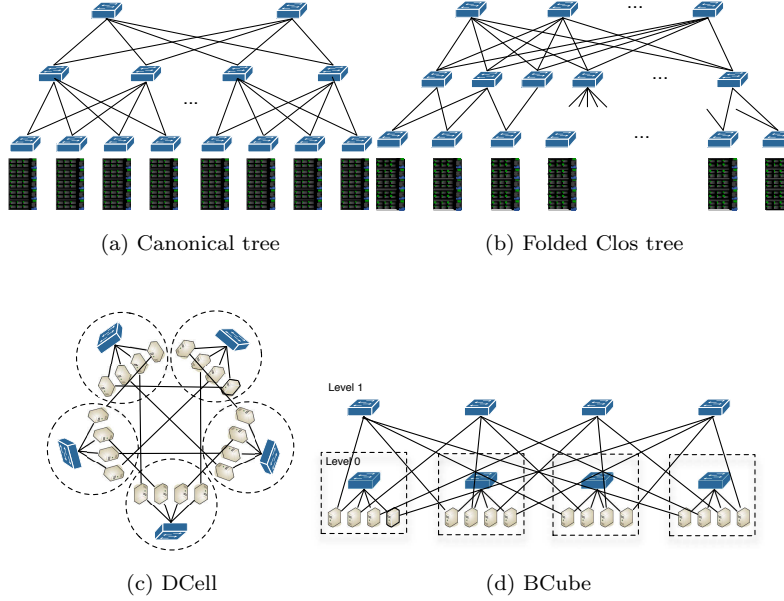 ...
...
...
...
(a) Canonical tree
(b) Folded Clos tree
Level 1
Level 0
(c) DCell
(d) BCube